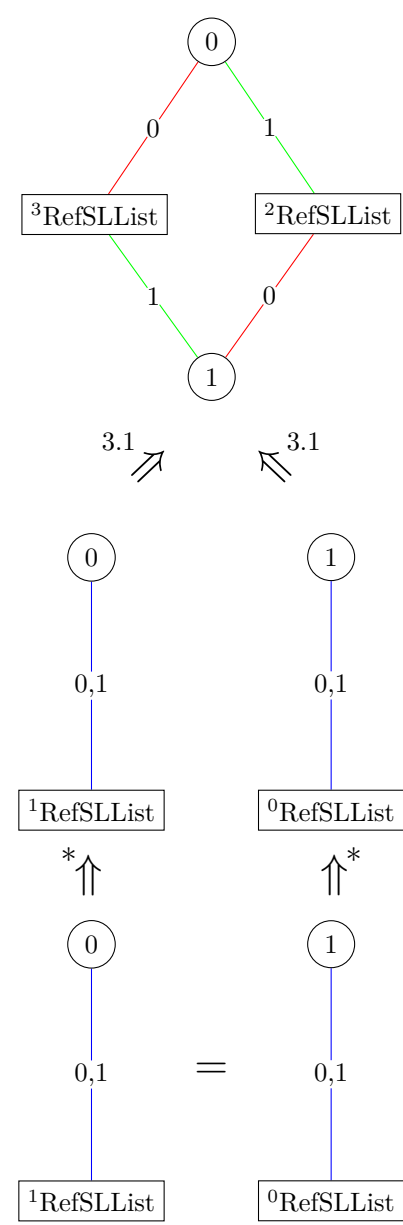 0
0 1
³RefSLList ²RefSLList
1 0
1
3.1 3.1
⇗ ⇖
0 1
0,1 0,1
¹RefSLList ⁰RefSLList
* ⇑ ⇑ *
0 1
0,1 = 0,1
¹RefSLList ⁰RefSLList